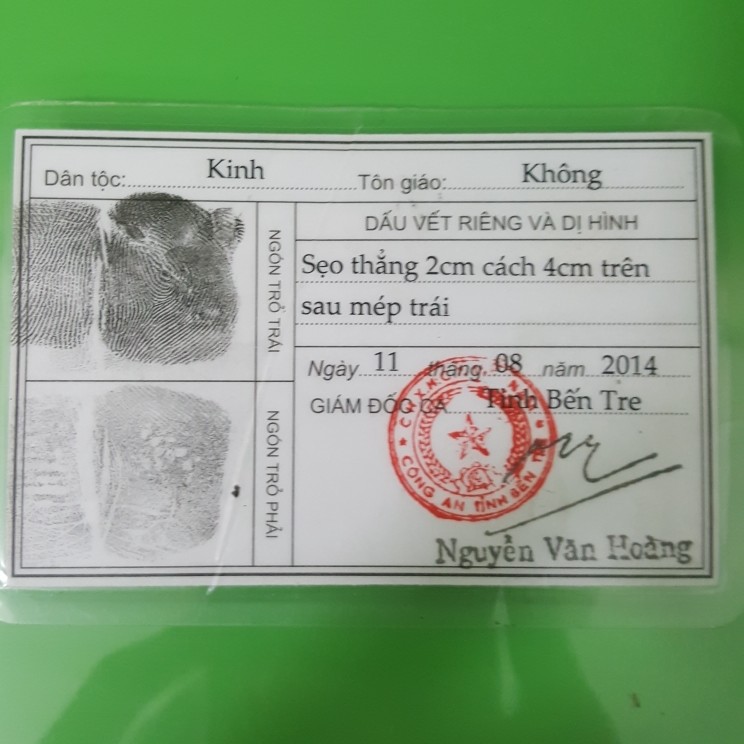 Dân tộc: Kinh Tôn giáo: Không
NGÓN TRỎ TRÁI
NGÓN TRỎ PHẢI
DẤU VẾT RIÊNG VÀ DỊ HÌNH
Sẹo thẳng 2cm cách 4cm trên
sau mép trái
Ngày 11 tháng 08 năm 2014
GIÁM ĐỐC CA Tỉnh Bến Tre
CÔNG AN TỈNH BẾN
Nguyễn Văn Hoàng